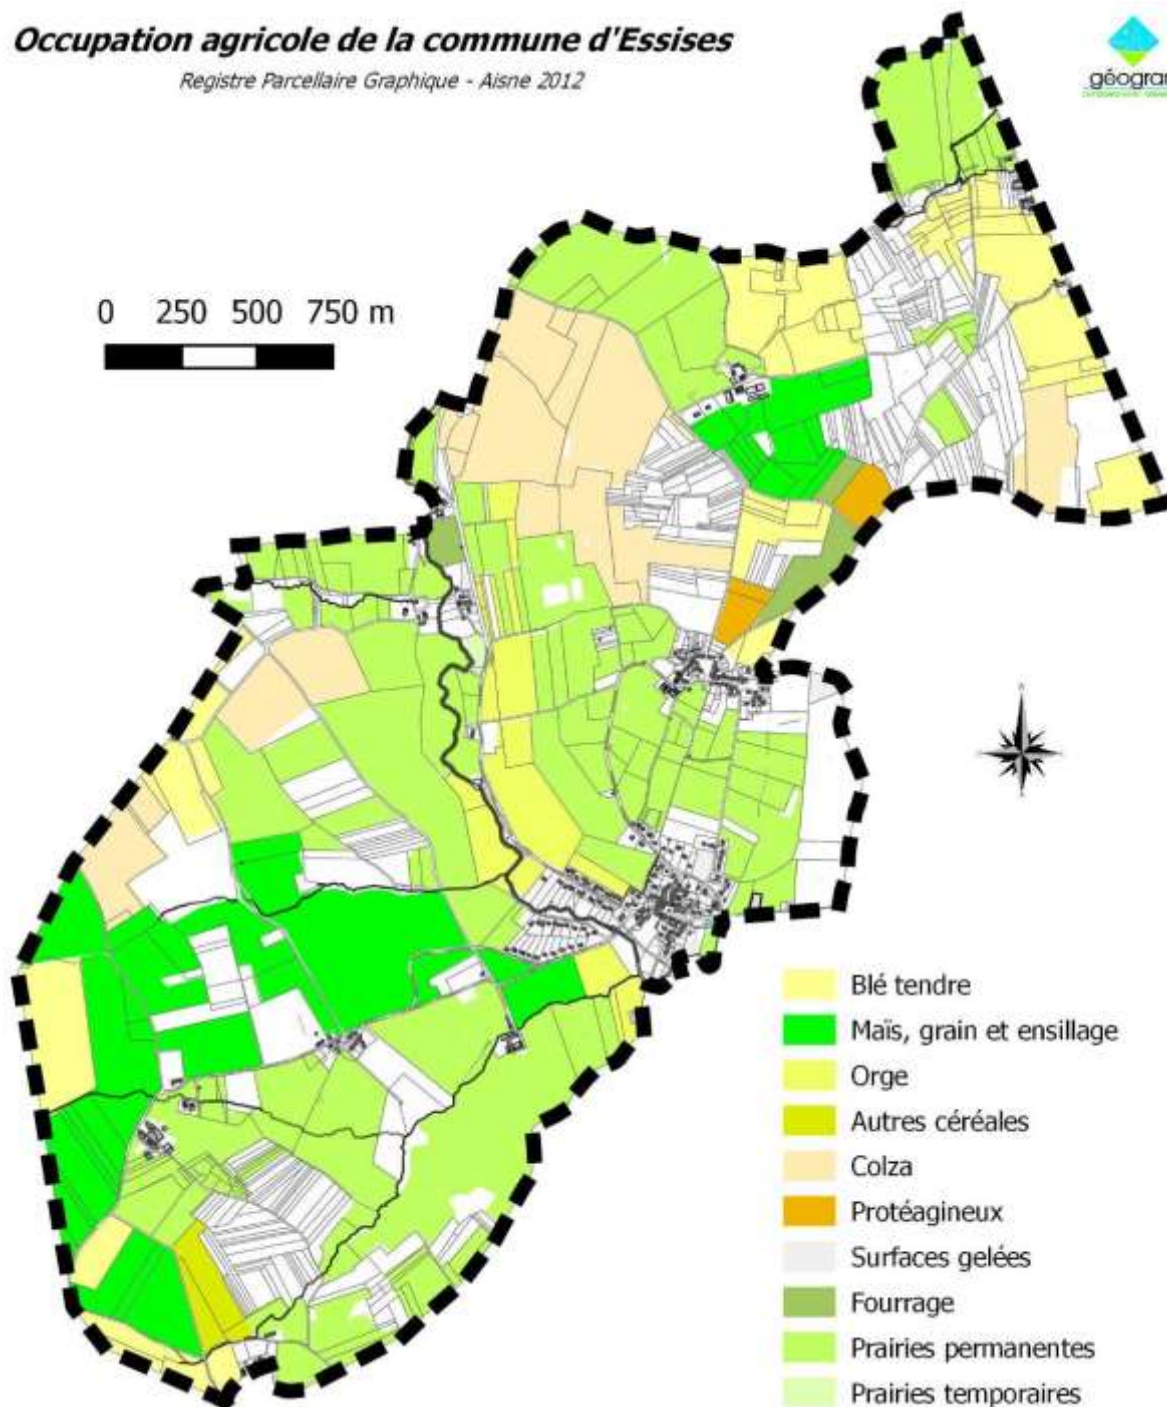 Occupation agricole de la commune d'Essises
Registre Parcellaire Graphique - Aisne 2012
géogram
0 250 500 750 m
Blé tendre
Maïs, grain et ensillage
Orge
Autres céréales
Colza
Protéagineux
Surfaces gelées
Fourrage
Prairies permanentes
Prairies temporaires